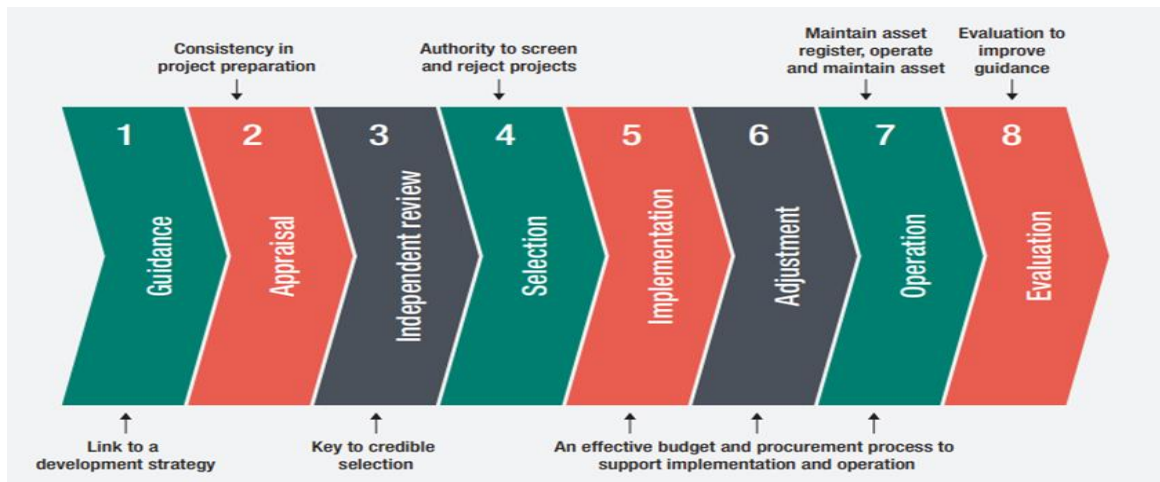 Consistency in
project preparation
Authority to screen
and reject projects
Maintain asset
register, operate
and maintain asset
Evaluation to
improve
guidance
1
2
3
4
5
6
7
8
Guidance
Appraisal
Independent review
Selection
Implementation
Adjustment
Operation
Evaluation
Link to a
development strategy
Key to credible
selection
An effective budget and procurement process to
support implementation and operation